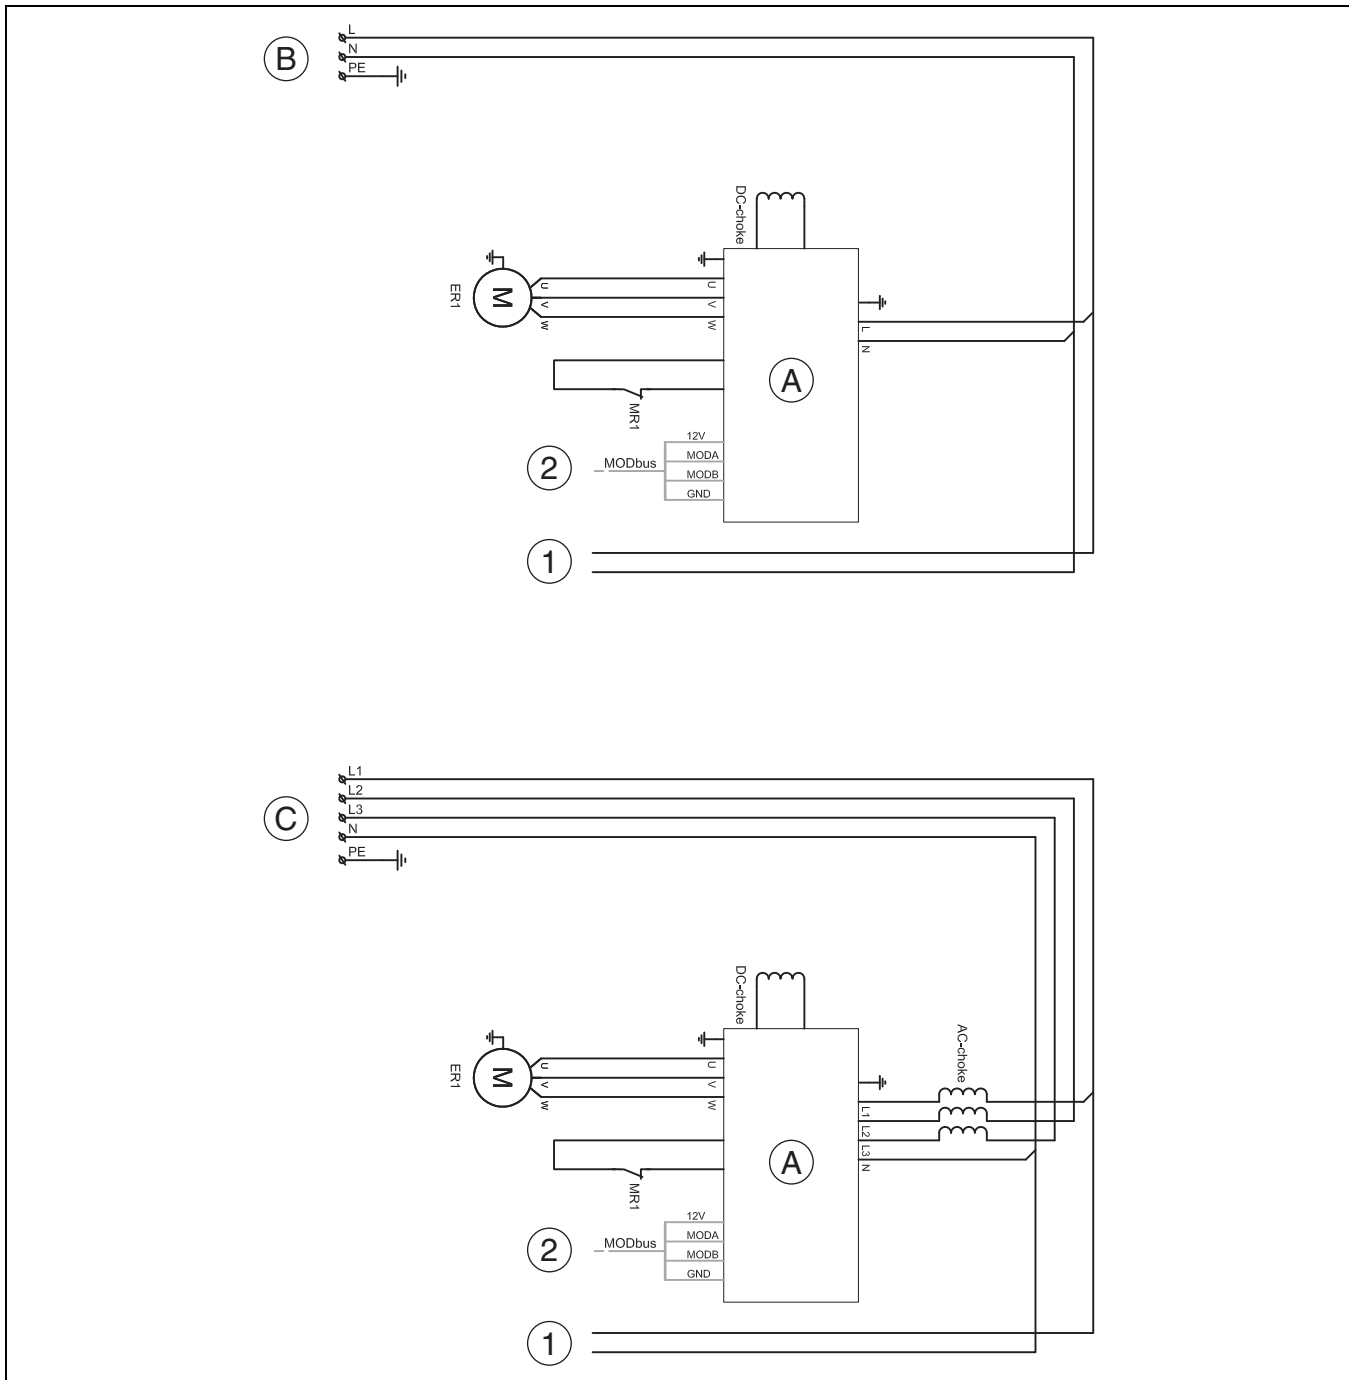 L
B
N
PE
DC-choke
ER1
M
U
V
W
U
V
W
L
N
A
MR1
12V
2
MODbus
MODA
MODB
GND
1
L1
L2
C
L3
N
PE
DC-choke
AC-choke
ER1
M
U
V
W
U
V
W
L1
L2
L3
N
A
MR1
12V
2
MODbus
MODA
MODB
GND
1